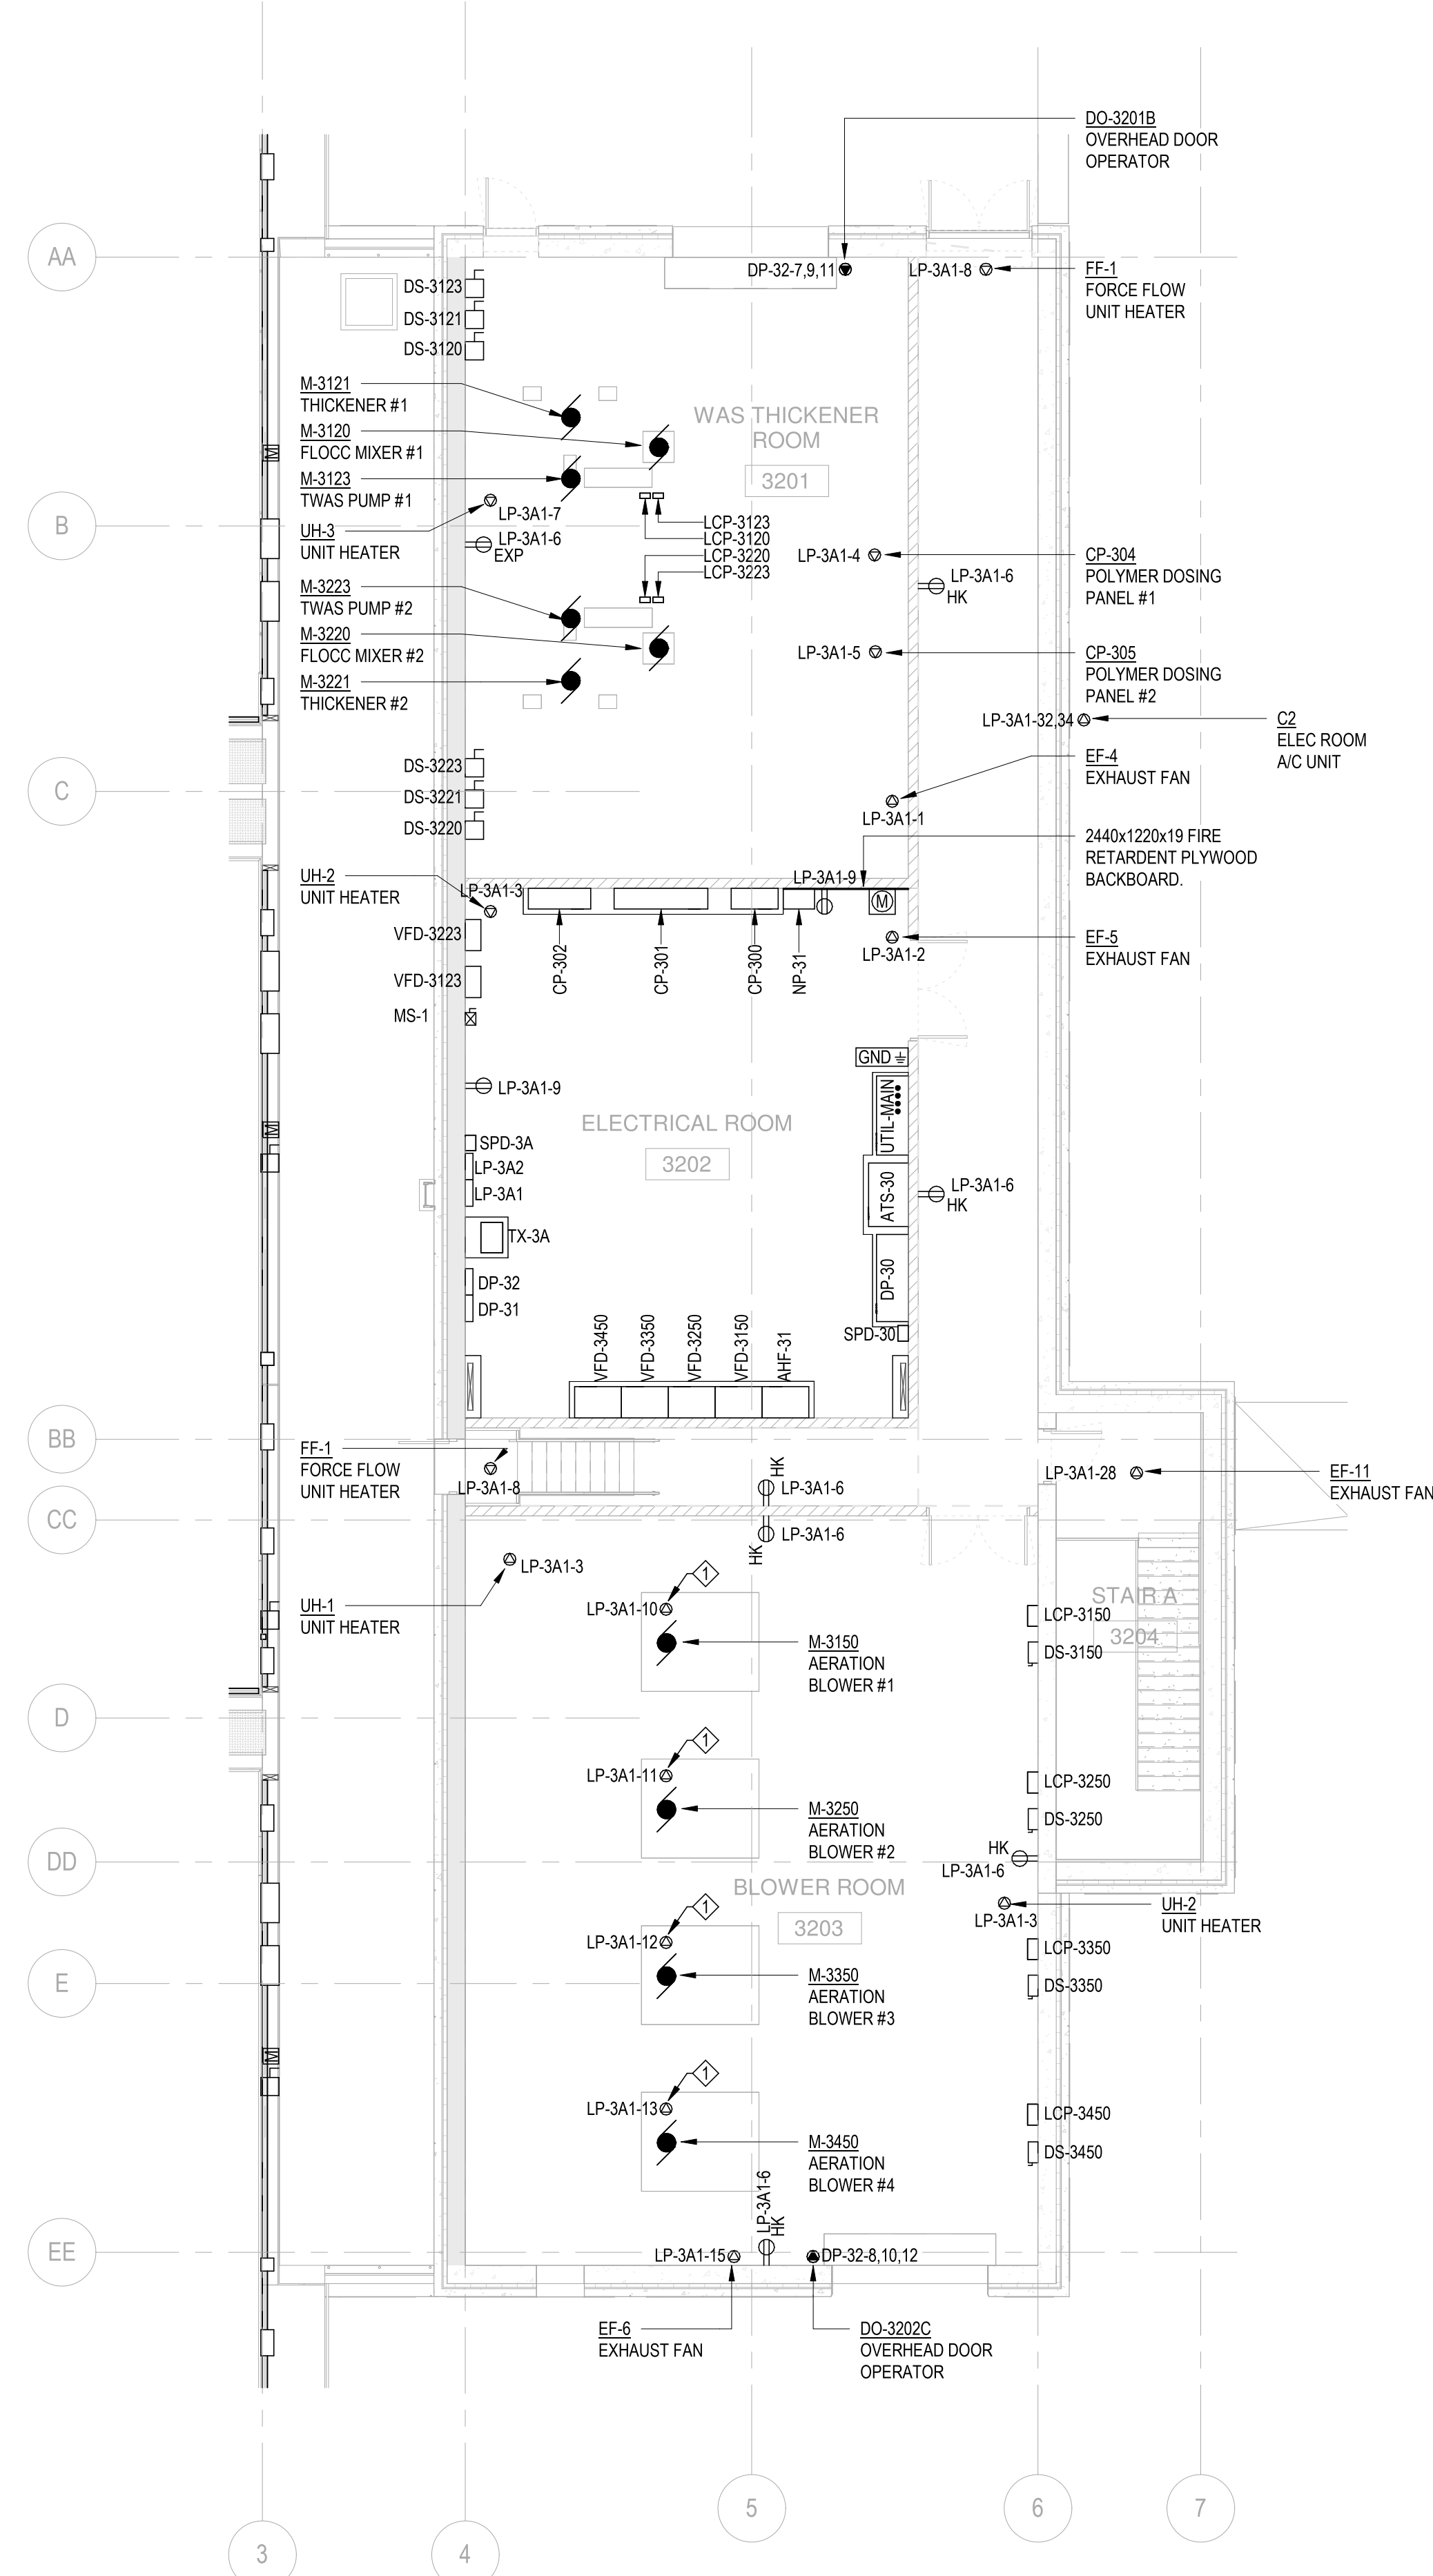 DO-3201B
OVERHEAD DOOR
OPERATOR
AA
DP-32-7,9,11
LP-3A1-8
FF-1
FORCE FLOW
UNIT HEATER
DS-3123
DS-3121
DS-3120
M-3121
THICKENER #1
M-3120
FLOCC MIXER #1
M-3123
TWAS PUMP #1
WAS THICKENER
ROOM
3201
B
LP-3A1-7
UH-3
UNIT HEATER
LP-3A1-6
EXP
LCP-3123
LCP-3120
LCP-3220
LCP-3223
LP-3A1-4
CP-304
POLYMER DOSING
PANEL #1
LP-3A1-6
HK
M-3223
TWAS PUMP #2
M-3220
FLOCC MIXER #2
M-3221
THICKENER #2
LP-3A1-5
CP-305
POLYMER DOSING
PANEL #2
LP-3A1-32,34
C2
ELEC ROOM
A/C UNIT
DS-3223
DS-3221
DS-3220
C
EF-4
EXHAUST FAN
LP-3A1-1
2440x1220x19 FIRE
RETARDENT PLYWOOD
BACKBOARD.
UH-2
UNIT HEATER
LP-3A1-3
LP-3A1-9
M
VFD-3223
VFD-3123
MS-1
CP-302
CP-301
CP-300
NP-31
LP-3A1-2
EF-5
EXHAUST FAN
M
M
GND
LP-3A1-9
UTIL-MAIN
ELECTRICAL ROOM
3202
SPD-3A
LP-3A2
LP-3A1
TX-3A
ATS-30
LP-3A1-6
HK
DP-32
DP-31
DP-30
SPD-30
VFD-3450
VFD-3350
VFD-3250
VFD-3150
AHF-31
BB
FF-1
FORCE FLOW
UNIT HEATER
LP-3A1-8
HK
LP-3A1-6
LP-3A1-28
EF-11
EXHAUST FAN
CC
LP-3A1-6
HK
LP-3A1-3
UH-1
UNIT HEATER
1
LP-3A1-10
M-3150
AERATION
BLOWER #1
STAIR A
3204
LCP-3150
DS-3150
D
1
LP-3A1-11
M-3250
AERATION
BLOWER #2
LCP-3250
DS-3250
HK
LP-3A1-6
DD
BLOWER ROOM
3203
LP-3A1-3
UH-2
UNIT HEATER
1
LP-3A1-12
M-3350
AERATION
BLOWER #3
LCP-3350
DS-3350
E
M
1
LP-3A1-13
M-3450
AERATION
BLOWER #4
LCP-3450
DS-3450
LP-3A1-6
HK
EE
LP-3A1-15
DP-32-8,10,12
EF-6
EXHAUST FAN
DO-3202C
OVERHEAD DOOR
OPERATOR
3
4
5
6
7